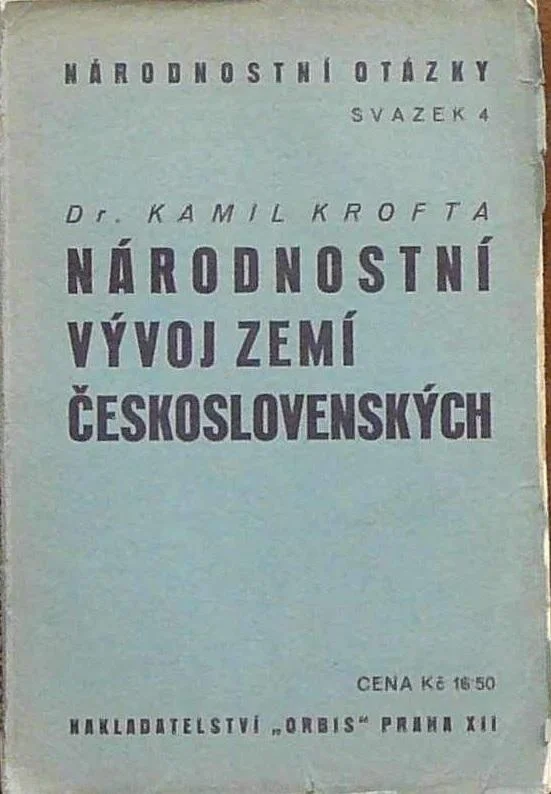 NÁRODNOSTNÍ OTÁZKY
SVAZEK 4
Dr. KAMIL KROFTA
NÁRODNOSTNÍ
VÝVOJ ZEMÍ
ČESKOSLOVENSKÝCH
CENA Kč 16·50
NAKLADATELSTVÍ „ORBIS“ PRAHA XII